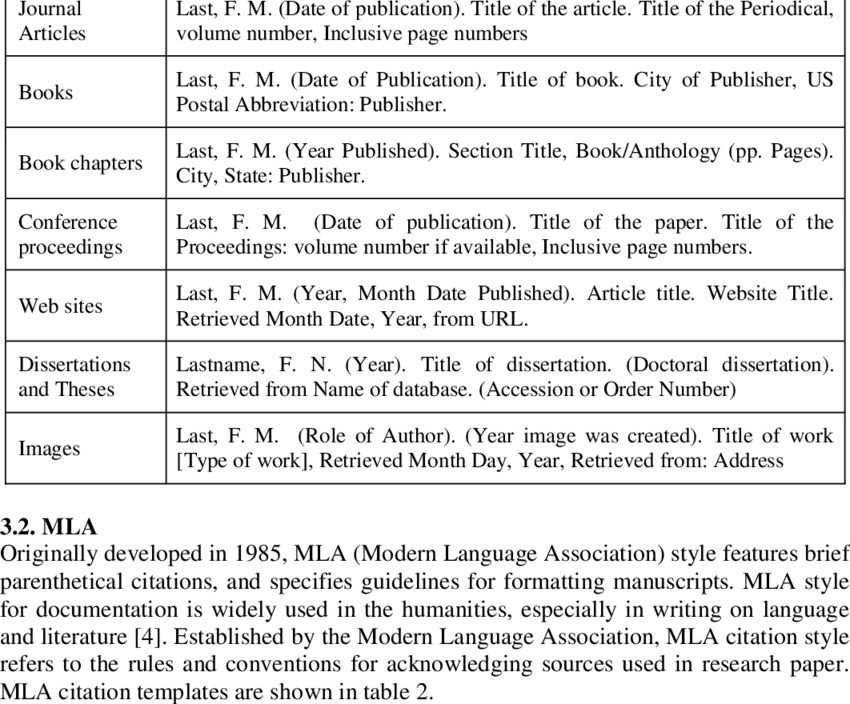 Journal
Articles
Last, F. M. (Date of publication). Title of the article. Title of the Periodical,
volume number, Inclusive page numbers
Books
Last, F. M. (Date of Publication). Title of book. City of Publisher, US
Postal Abbreviation: Publisher.
Book chapters
Last, F. M. (Year Published). Section Title, Book/Anthology (pp. Pages).
City, State: Publisher.
Conference
proceedings
Last, F. M. (Date of publication). Title of the paper. Title of the
Proceedings: volume number if available, Inclusive page numbers.
Web sites
Last, F. M. (Year, Month Date Published). Article title. Website Title.
Retrieved Month Date, Year, from URL.
Dissertations
and Theses
Lastname, F. N. (Year). Title of dissertation. (Doctoral dissertation).
Retrieved from Name of database. (Accession or Order Number)
Images
Last, F. M. (Role of Author). (Year image was created). Title of work
[Type of work], Retrieved Month Day, Year, Retrieved from: Address
3.2. MLA
Originally developed in 1985, MLA (Modern Language Association) style features brief
parenthetical citations, and specifies guidelines for formatting manuscripts. MLA style
for documentation is widely used in the humanities, especially in writing on language
and literature [4]. Established by the Modern Language Association, MLA citation style
refers to the rules and conventions for acknowledging sources used in research paper.
MLA citation templates are shown in table 2.